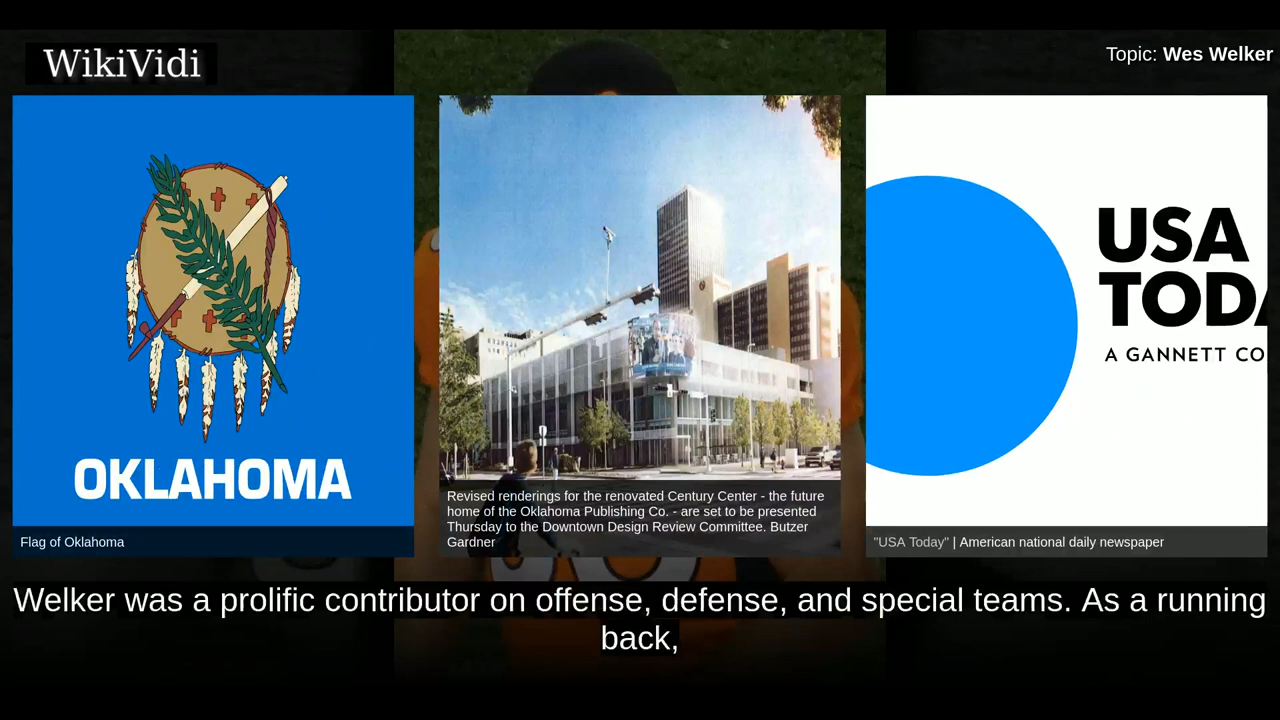 WikiVidi
Topic: Wes Welker
OKLAHOMA
Flag of Oklahoma
Revised renderings for the renovated Century Center - the future
home of the Oklahoma Publishing Co. - are set to be presented
Thursday to the Downtown Design Review Committee. Butzer
Gardner
USA
TODA
A GANNETT CO
"USA Today" | American national daily newspaper
Welker was a prolific contributor on offense, defense, and special teams. As a running
back,